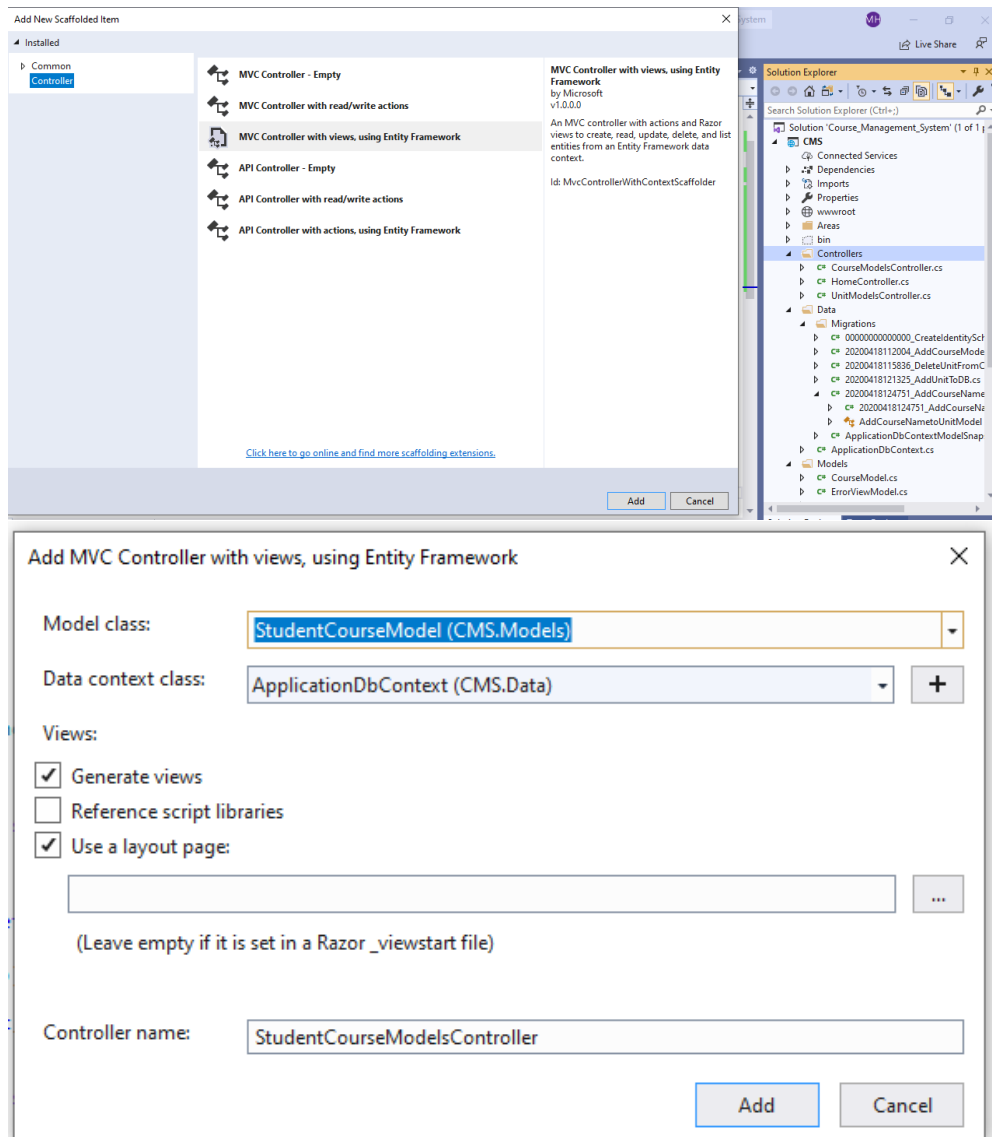 Add New Scaffolded Item
Installed
Common
Controller
MVC Controller - Empty
MVC Controller with read/write actions
MVC Controller with views, using Entity Framework
API Controller - Empty
API Controller with read/write actions
API Controller with actions, using Entity Framework
Click here to go online and find more scaffolding extensions.
MVC Controller with views, using Entity
Framework
by Microsoft
v1.0.0.0
An MVC controller with actions and Razor
views to create, read, update, delete, and list
entities from an Entity Framework data
context.
Id: MvcControllerWithContextScaffolder
Add
Cancel
ystem
MH
Live Share
Solution Explorer
Search Solution Explorer (Ctrl+;)
Solution 'Course_Management_System' (1 of 1
CMS
Connected Services
Dependencies
Imports
Properties
wwwroot
Areas
bin
Controllers
C# CourseModelsController.cs
C# HomeController.cs
C# UnitModelsController.cs
Data
Migrations
C# 00000000000000_CreateIdentitySch
C# 20200418112004_AddCourseMode
C# 20200418115836_DeleteUnitFromC
C# 20200418121325_AddUnitToDB.cs
C# 20200418124751_AddCourseName
C# 20200418124751_AddCourseNa
AddCourseNametoUnitModel
C# ApplicationDbContextModelSnap
C# ApplicationDbContext.cs
Models
C# CourseModel.cs
C# ErrorViewModel.cs
Add MVC Controller with views, using Entity Framework
Model class:
StudentCourseModel (CMS.Models)
Data context class:
ApplicationDbContext (CMS.Data)
+
Views:
Generate views
Reference script libraries
Use a layout page:
...
(Leave empty if it is set in a Razor _viewstart file)
Controller name:
StudentCourseModelsController
Add
Cancel